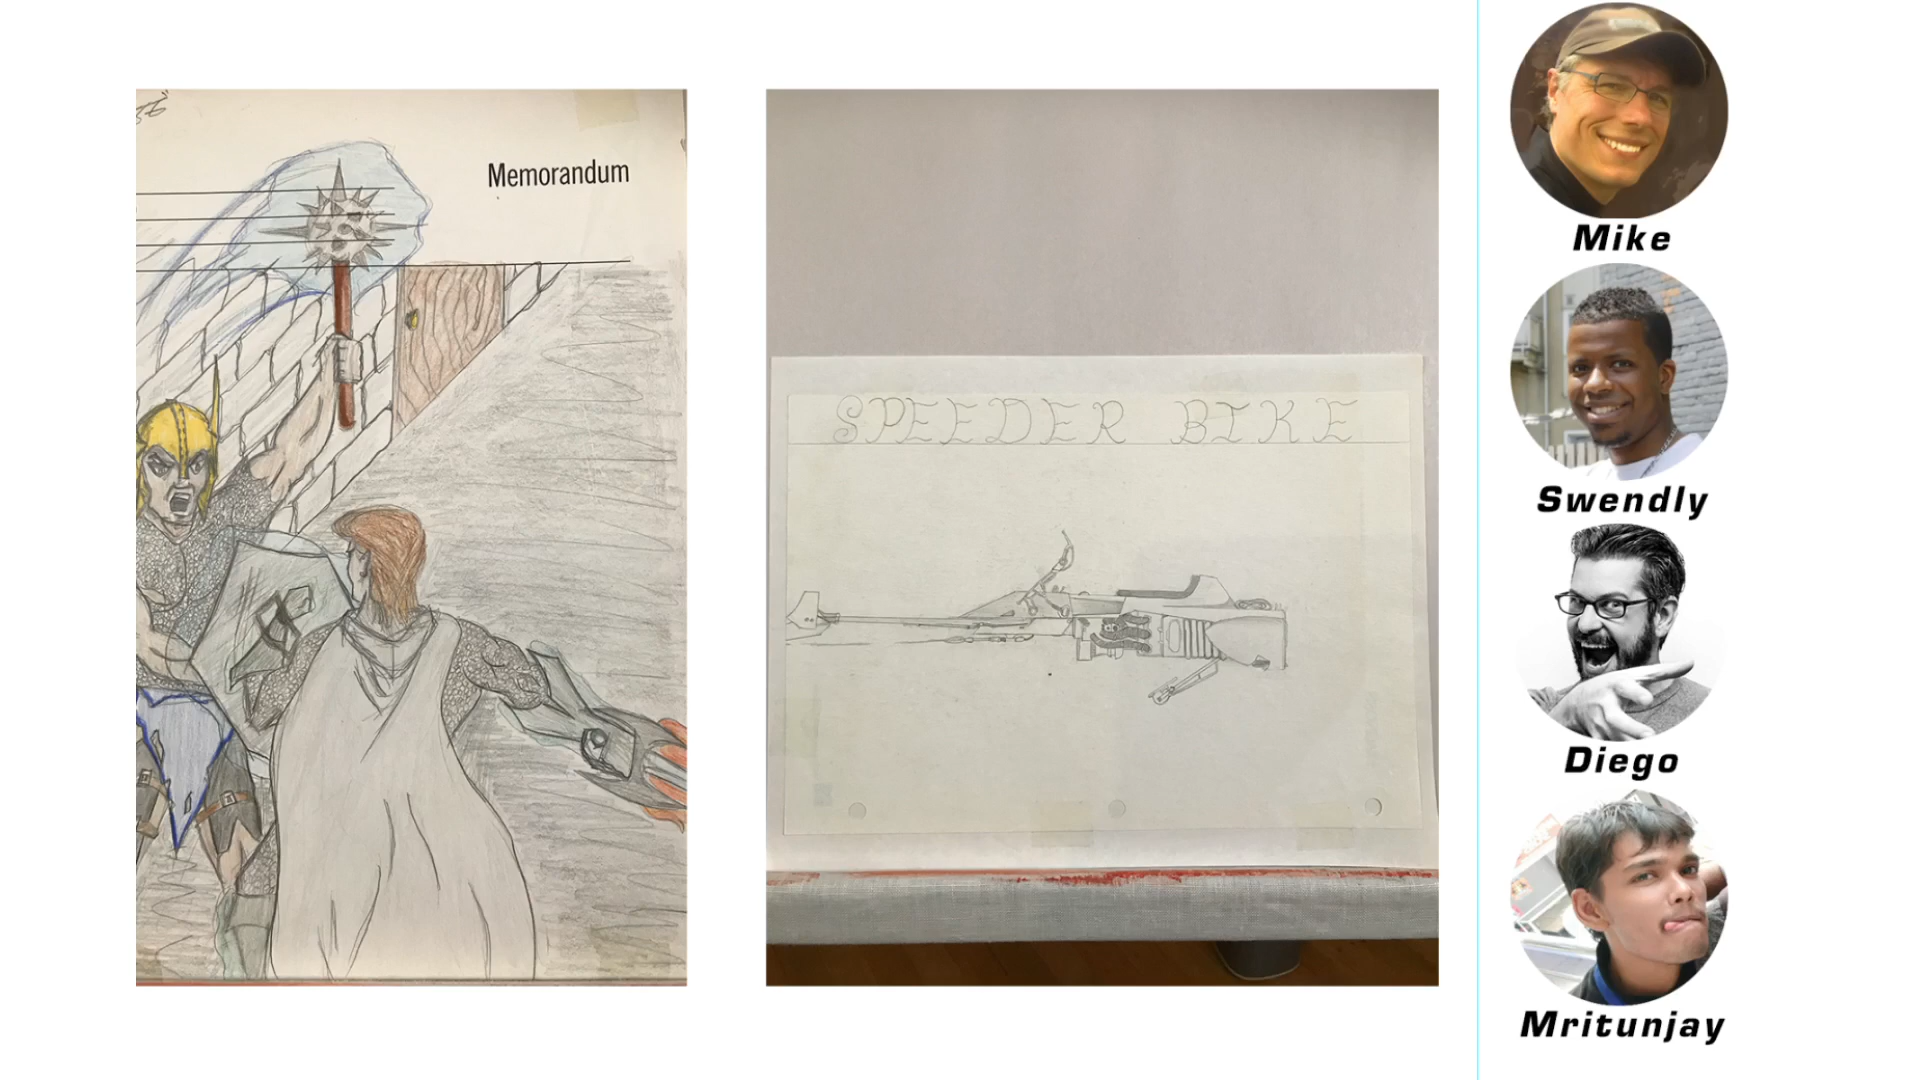 Memorandum
SPEEDER BIKE
Mike
Swendly
Diego
Mritunjay